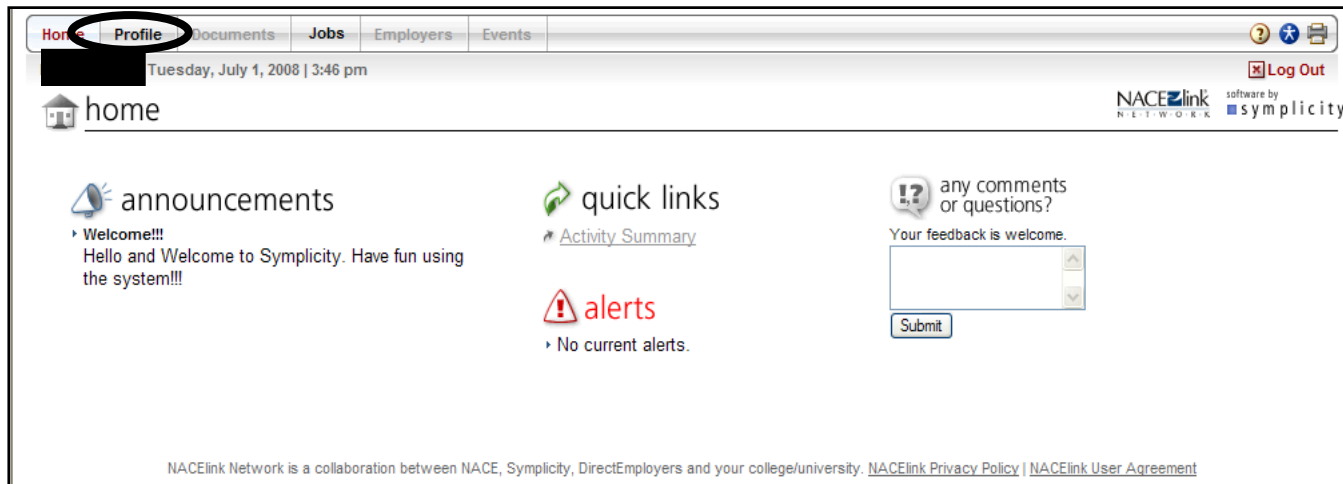 Home Profile Documents Jobs Employers Events
Tuesday, July 1, 2008 | 3:46 pm Log Out
home NACElink NETWORK software by symplicity
announcements
Welcome!!!
Hello and Welcome to Symplicity. Have fun using
the system!!!
quick links
Activity Summary
alerts
No current alerts.
any comments
or questions?
Your feedback is welcome.
Submit
NACElink Network is a collaboration between NACE, Symplicity, DirectEmployers and your college/university. NACElink Privacy Policy | NACElink User Agreement